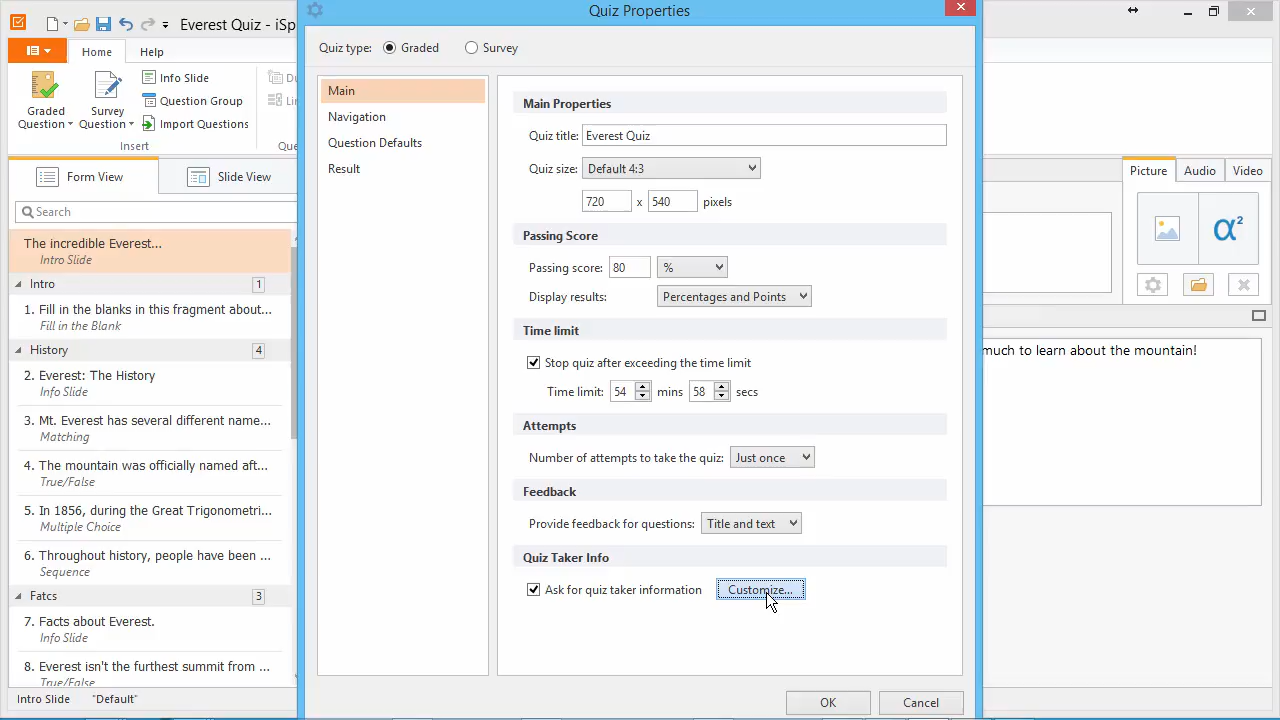 Everest Quiz - iSp
Quiz Properties
Home
Help
Graded
Question
Survey
Question
Info Slide
Question Group
Import Questions
Insert
Form View
Slide View
Search
The incredible Everest...
Intro Slide
Intro
1
1. Fill in the blanks in this fragment about...
Fill in the Blank
History
4
2. Everest: The History
Info Slide
3. Mt. Everest has several different name...
Matching
4. The mountain was officially named aft...
True/False
5. In 1856, during the Great Trigonometri...
Multiple Choice
6. Throughout history, people have been ...
Sequence
Fatcs
3
7. Facts about Everest.
Info Slide
8. Everest isn't the furthest summit from ...
True/False
Intro Slide
"Default"
Quiz type:
Graded
Survey
Main
Navigation
Question Defaults
Result
Main Properties
Quiz title: Everest Quiz
Quiz size: Default 4:3
720 x 540 pixels
Passing Score
Passing score: 80 %
Display results: Percentages and Points
Time limit
Stop quiz after exceeding the time limit
Time limit: 54 mins 58 secs
Attempts
Number of attempts to take the quiz: Just once
Feedback
Provide feedback for questions: Title and text
Quiz Taker Info
Ask for quiz taker information
Customize...
OK
Cancel
Picture
Audio
Video
α²
much to learn about the mountain!